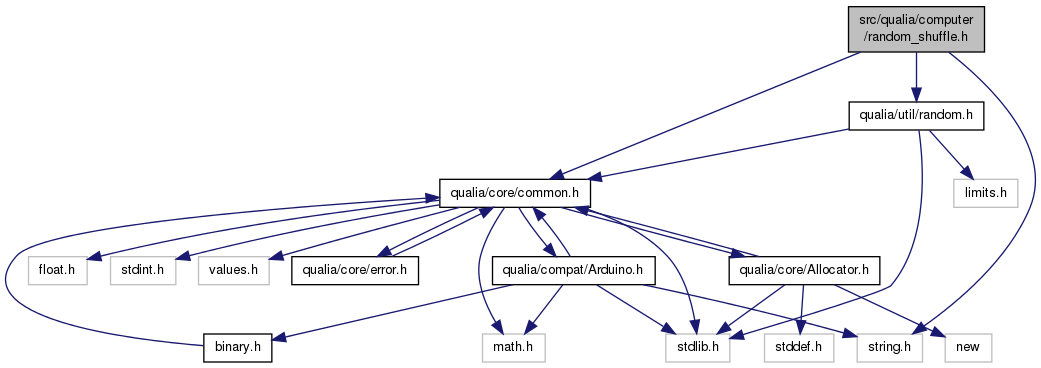 src/qualia/computer
/random_shuffle.h
qualia/util/random.h
qualia/core/common.h
limits.h
float.h
stdint.h
values.h
qualia/core/error.h
qualia/compat/Arduino.h
qualia/core/Allocator.h
binary.h
math.h
stdlib.h
stddef.h
string.h
new